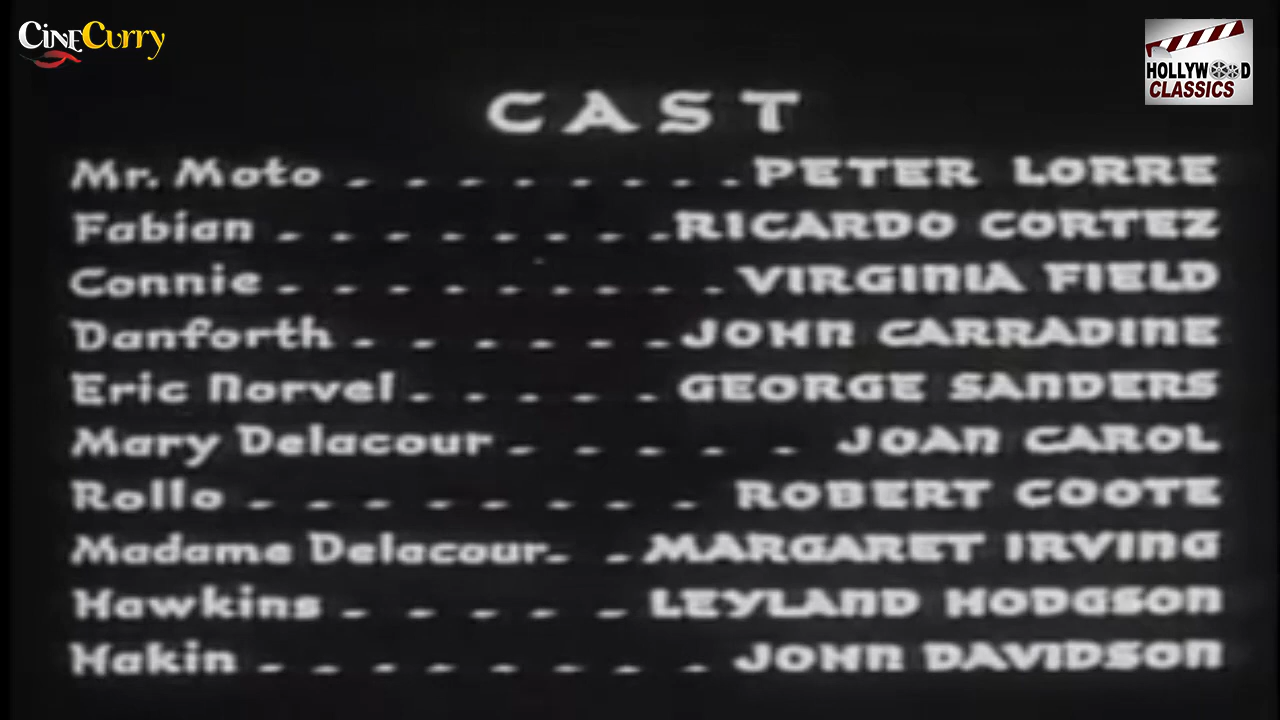 CINECURRY
HOLLYWOOD
CLASSICS
CAST
Mr. Moto - - - - - - - - PETER LORRE
Fabian - - - - - - - - RICARDO CORTEZ
Connie - - - - - - - - - VIRGINIA FIELD
Danforth - - - - - - JOHN CARRADINE
Eric Norvel - - - - - GEORGE SANDERS
Mary Delacour - - - - - JOAN CAROL
Rollo - - - - - - - - ROBERT COOTE
Madame Delacour - - MARGARET IRVING
Hawkins - - - - - - LEYLAND HODGSON
Hakin - - - - - - - - JOHN DAVIDSON